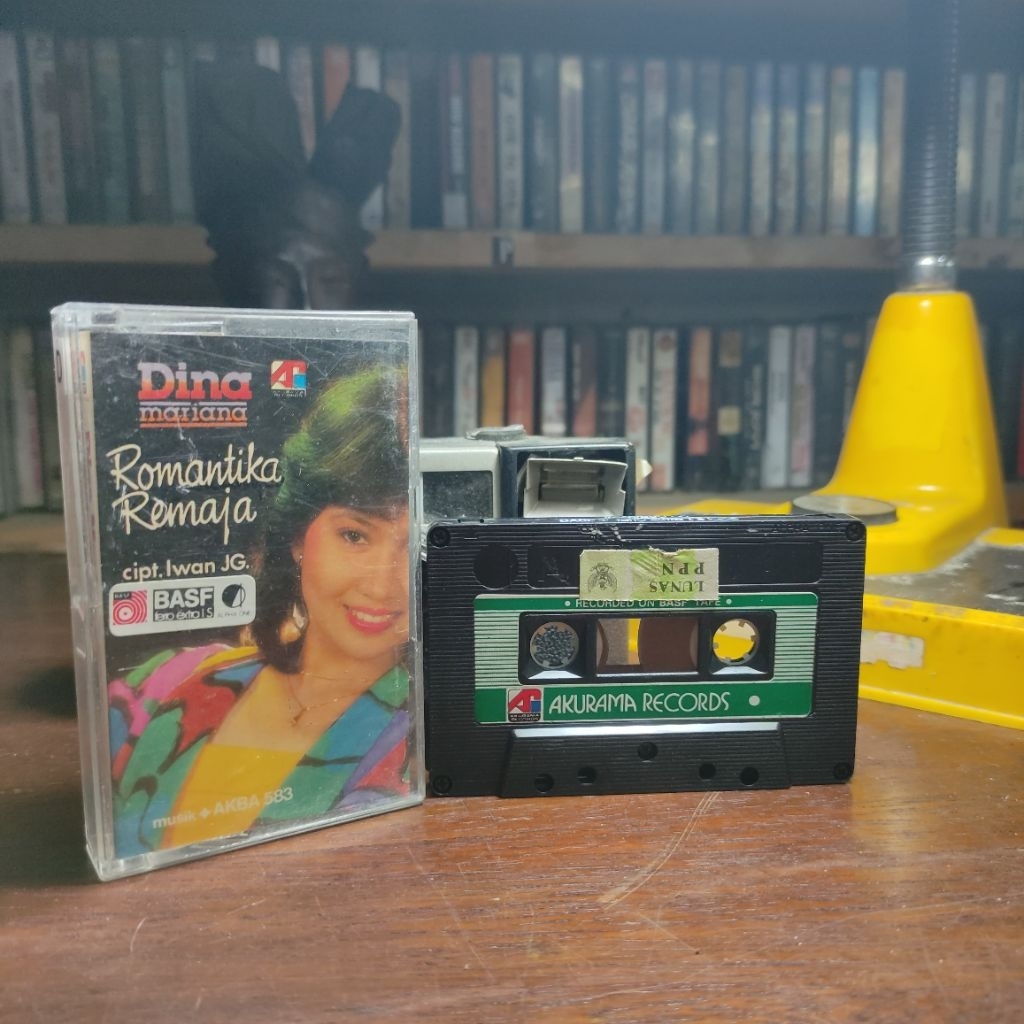 Dina
mariana
Romantika
Remaja
cipt.Iwan JG.
BASF
musik ✦ AKBA 583
LUNAS
PPN
• RECORDED ON BASF TAPE •
AKURAMA RECORDS